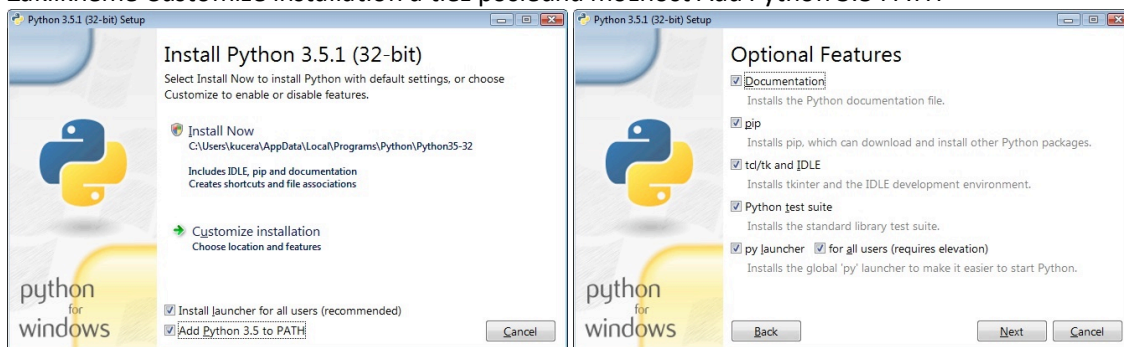 Python 3.5.1 (32-bit) Setup
Install Python 3.5.1 (32-bit)
Select Install Now to install Python with default settings, or choose
Customize to enable or disable features.
Install Now
C:\Users\kucera\AppData\Local\Programs\Python\Python35-32
Includes IDLE, pip and documentation
Creates shortcuts and file associations
Customize installation
Choose location and features
Install launcher for all users (recommended)
Add Python 3.5 to PATH
Cancel
python
for
windows
Python 3.5.1 (32-bit) Setup
Optional Features
Documentation
Installs the Python documentation file.
pip
Installs pip, which can download and install other Python packages.
td/tk and IDLE
Installs tkinter and the IDLE development environment.
Python test suite
Installs the standard library test suite.
py launcher for all users (requires elevation)
Installs the global 'py' launcher to make it easier to start Python.
Back
Next
Cancel
python
for
windows